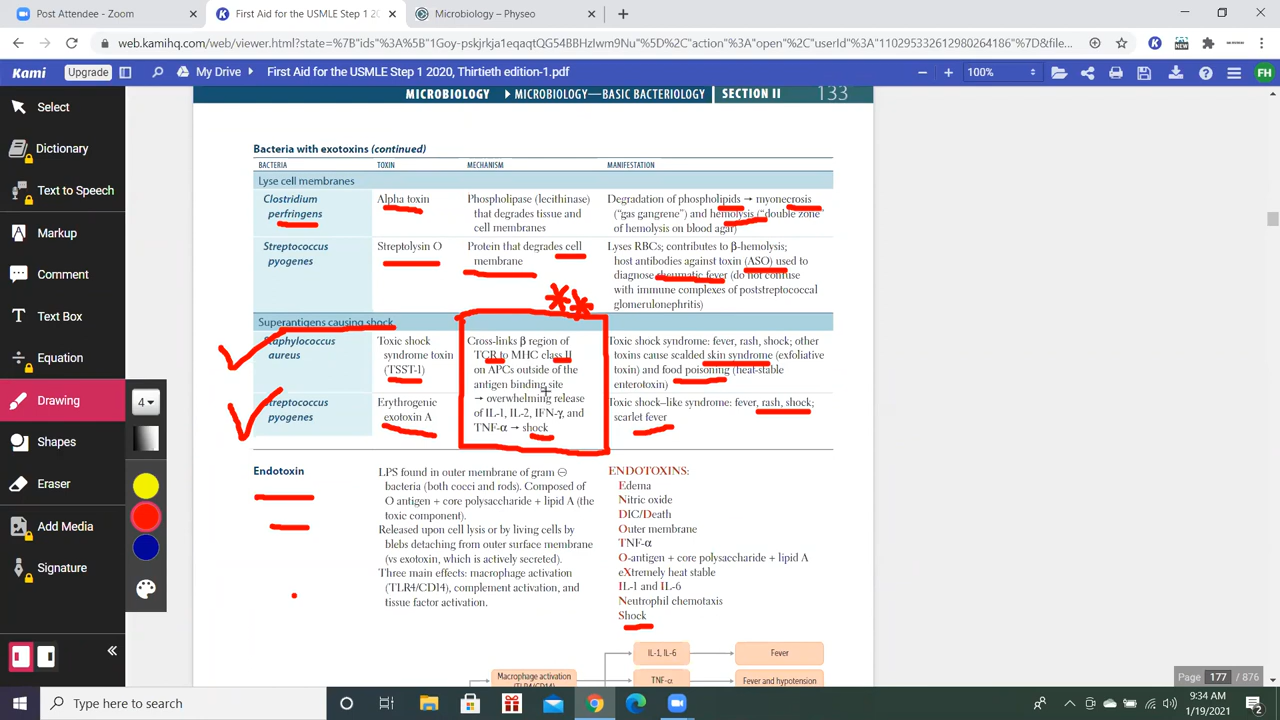 Post Attendee - Zoom
First Aid for the USMLE Step 1 2
Microbiology – Physeo
web.kamihq.com/web/viewer.html?state=%7B"ids"%3A%5B"1Goy-pskjrkja1eqaqtQG54BBHzIwm9Nu"%5D%2C"action"%3A"open"%2C"userId"%3A"110295332612980264186"%7D&file...
Kami
Upgrade
My Drive
First Aid for the USMLE Step 1 2020, Thirtieth edition-1.pdf
100%
FH
Select
Dictionary
Text to Speech
Markup
Comment
Text Box
Equation
Drawing
Shapes
Eraser
Add Media
Signature
4
MICROBIOLOGY ▶ MICROBIOLOGY—BASIC BACTERIOLOGY
SECTION II
133
Bacteria with exotoxins (continued)
BACTERIA TOXIN MECHANISM MANIFESTATION
Lyse cell membranes
Clostridium
perfringens
Alpha toxin
Phospholipase (lecithinase)
that degrades tissue and
cell membranes
Degradation of phospholipids → myonecrosis
("gas gangrene") and hemolysis ("double zone"
of hemolysis on blood agar)
Streptococcus
pyogenes
Streptolysin O
Protein that degrades cell
membrane
Lyses RBCs; contributes to β-hemolysis;
host antibodies against toxin (ASO) used to
diagnose rheumatic fever (do not confuse
with immune complexes of poststreptococcal
glomerulonephritis)
Superantigens causing shock
Staphylococcus
aureus
Toxic shock
syndrome toxin
(TSST-1)
Cross-links β region of
TCR to MHC class II
on APCs outside of the
antigen binding site
→ overwhelming release
of IL-1, IL-2, IFN-γ, and
TNF-α → shock
Toxic shock syndrome: fever, rash, shock; other
toxins cause scalded skin syndrome (exfoliative
toxin) and food poisoning (heat-stable
enterotoxin)
Streptococcus
pyogenes
Erythrogenic
exotoxin A
Toxic shock–like syndrome: fever, rash, shock;
scarlet fever
Endotoxin
LPS found in outer membrane of gram ⊖
bacteria (both cocci and rods). Composed of
O antigen + core polysaccharide + lipid A (the
toxic component).
Released upon cell lysis or by living cells by
blebs detaching from outer surface membrane
(vs exotoxin, which is actively secreted).
Three main effects: macrophage activation
(TLR4/CD14), complement activation, and
tissue factor activation.
ENDOTOXINS:
Edema
Nitric oxide
DIC/Death
Outer membrane
TNF-α
O-antigen + core polysaccharide + lipid A
eXtremely heat stable
IL-1 and IL-6
Neutrophil chemotaxis
Shock
Macrophage activation
(TLR4/CD14)
IL-1, IL-6
Fever
TNF-α
Fever and hypotension
Page 177 / 876
Type here to search
9:34 AM
1/19/2021
2